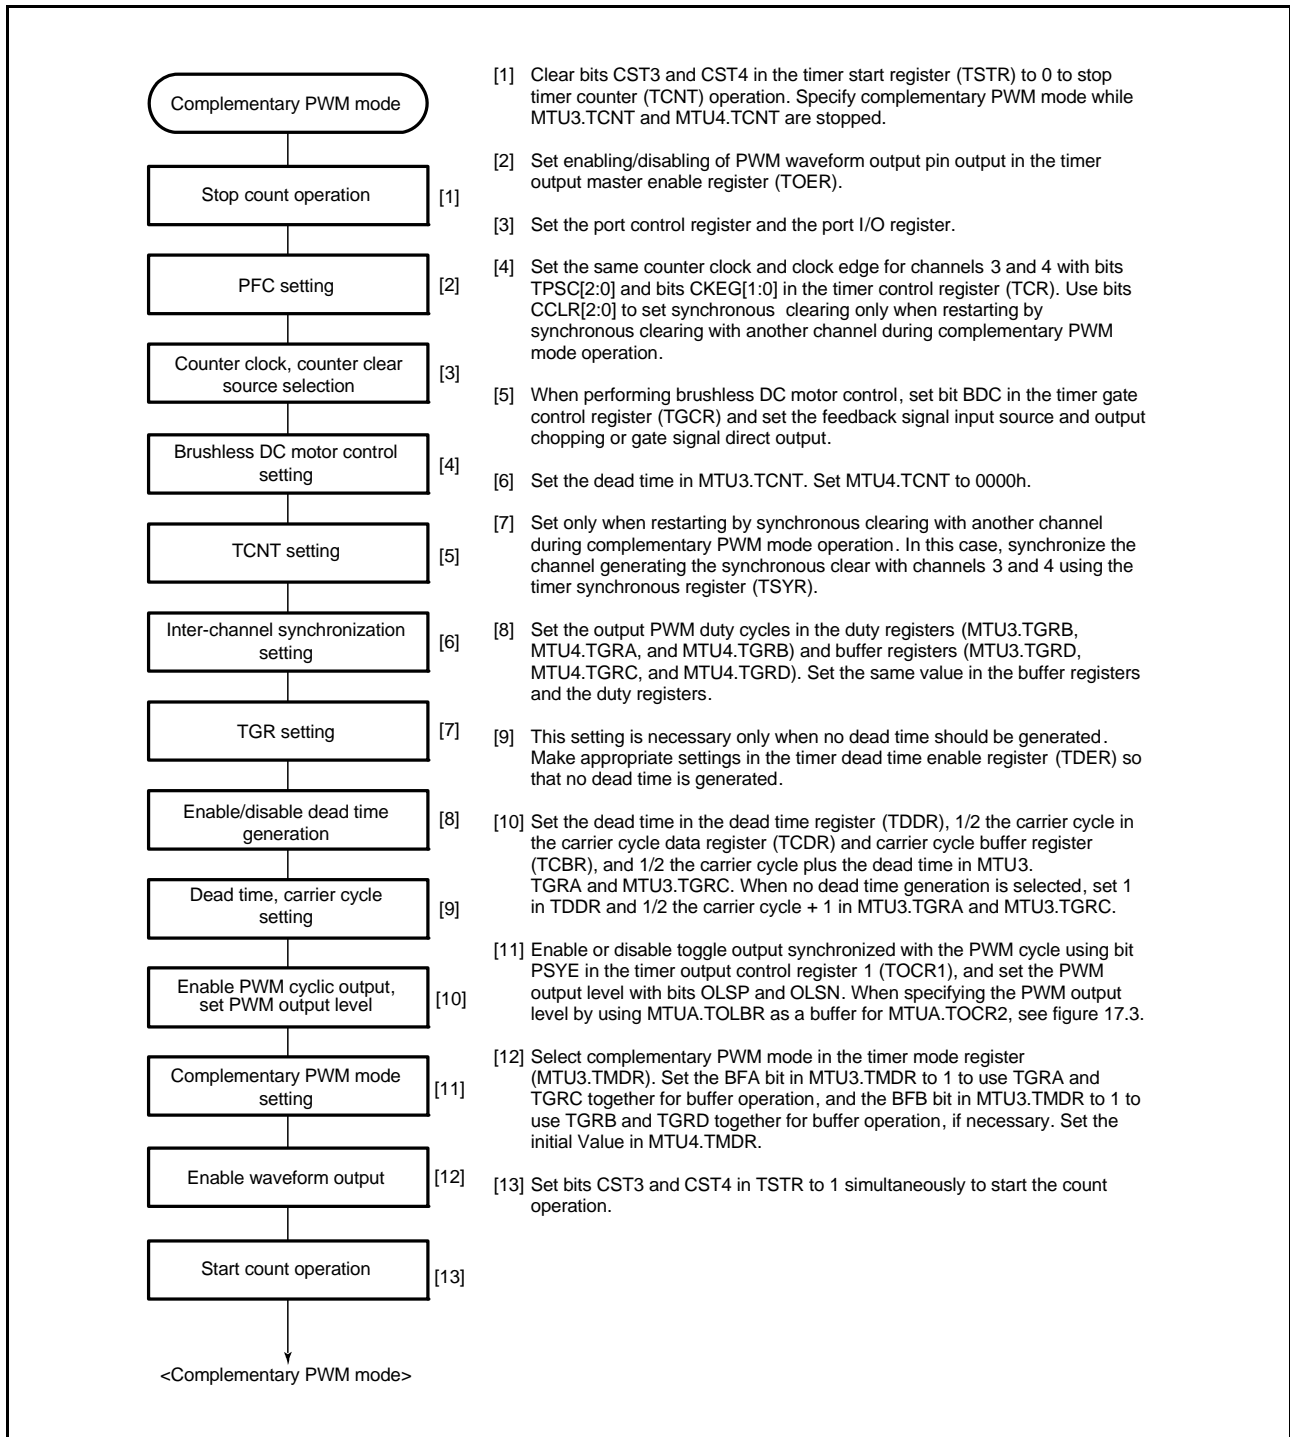 Complementary PWM mode
Stop count operation
[1]
PFC setting
[2]
Counter clock, counter clear
source selection
[3]
Brushless DC motor control
setting
[4]
TCNT setting
[5]
Inter-channel synchronization
setting
[6]
TGR setting
[7]
Enable/disable dead time
generation
[8]
Dead time, carrier cycle
setting
[9]
Enable PWM cyclic output,
set PWM output level
[10]
Complementary PWM mode
setting
[11]
Enable waveform output
[12]
Start count operation
[13]
<Complementary PWM mode>
[1] Clear bits CST3 and CST4 in the timer start register (TSTR) to 0 to stop
timer counter (TCNT) operation. Specify complementary PWM mode while
MTU3.TCNT and MTU4.TCNT are stopped.
[2] Set enabling/disabling of PWM waveform output pin output in the timer
output master enable register (TOER).
[3] Set the port control register and the port I/O register.
[4] Set the same counter clock and clock edge for channels 3 and 4 with bits
TPSC[2:0] and bits CKEG[1:0] in the timer control register (TCR). Use bits
CCLR[2:0] to set synchronous clearing only when restarting by
synchronous clearing with another channel during complementary PWM
mode operation.
[5] When performing brushless DC motor control, set bit BDC in the timer gate
control register (TGCR) and set the feedback signal input source and output
chopping or gate signal direct output.
[6] Set the dead time in MTU3.TCNT. Set MTU4.TCNT to 0000h.
[7] Set only when restarting by synchronous clearing with another channel
during complementary PWM mode operation. In this case, synchronize the
channel generating the synchronous clear with channels 3 and 4 using the
timer synchronous register (TSYR).
[8] Set the output PWM duty cycles in the duty registers (MTU3.TGRB,
MTU4.TGRA, and MTU4.TGRB) and buffer registers (MTU3.TGRD,
MTU4.TGRC, and MTU4.TGRD). Set the same value in the buffer registers
and the duty registers.
[9] This setting is necessary only when no dead time should be generated.
Make appropriate settings in the timer dead time enable register (TDER) so
that no dead time is generated.
[10] Set the dead time in the dead time register (TDDR), 1/2 the carrier cycle in
the carrier cycle data register (TCDR) and carrier cycle buffer register
(TCBR), and 1/2 the carrier cycle plus the dead time in MTU3.
TGRA and MTU3.TGRC. When no dead time generation is selected, set 1
in TDDR and 1/2 the carrier cycle + 1 in MTU3.TGRA and MTU3.TGRC.
[11] Enable or disable toggle output synchronized with the PWM cycle using bit
PSYE in the timer output control register 1 (TOCR1), and set the PWM
output level with bits OLSP and OLSN. When specifying the PWM output
level by using MTUA.TOLBR as a buffer for MTUA.TOCR2, see figure 17.3.
[12] Select complementary PWM mode in the timer mode register
(MTU3.TMDR). Set the BFA bit in MTU3.TMDR to 1 to use TGRA and
TGRC together for buffer operation, and the BFB bit in MTU3.TMDR to 1 to
use TGRB and TGRD together for buffer operation, if necessary. Set the
initial Value in MTU4.TMDR.
[13] Set bits CST3 and CST4 in TSTR to 1 simultaneously to start the count
operation.